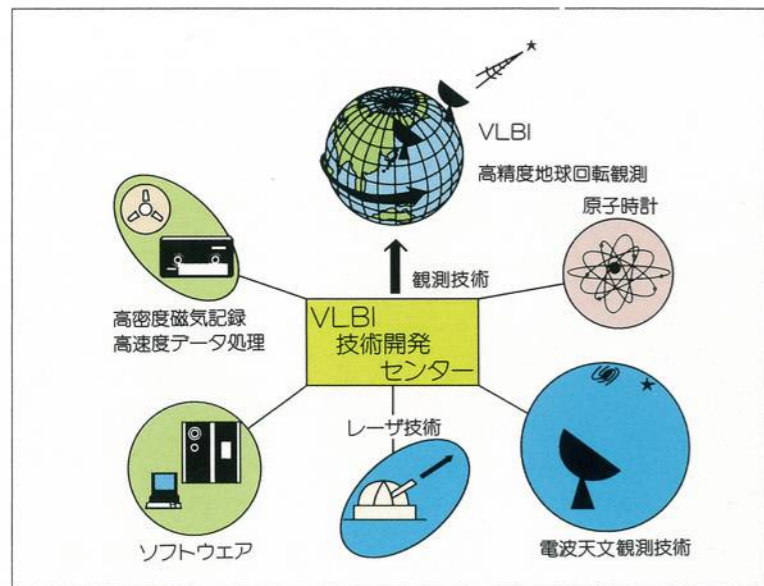 VLBI
高精度地球回転観測
原子時計
観測技術
高密度磁気記録
高速度データ処理
VLBI
技術開発
センター
レーザ技術
ソフトウェア
電波天文観測技術